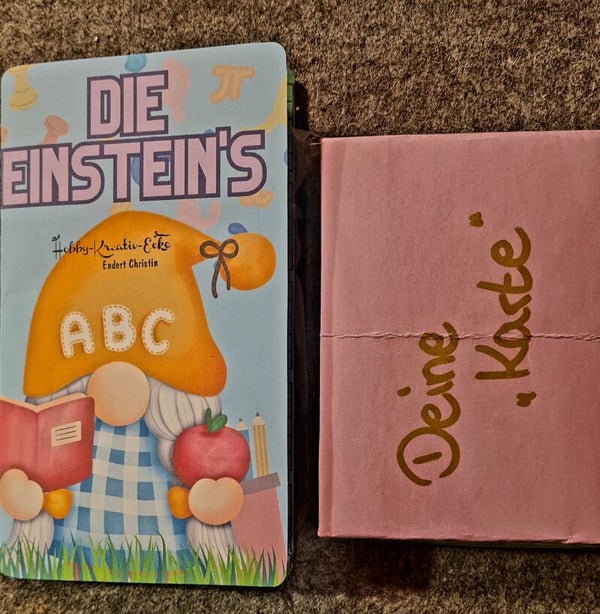 DIE
EINSTEIN'S
Hobby-Kreativ-Ecke
Endert Christin
ABC
π
Deine
"Karte"